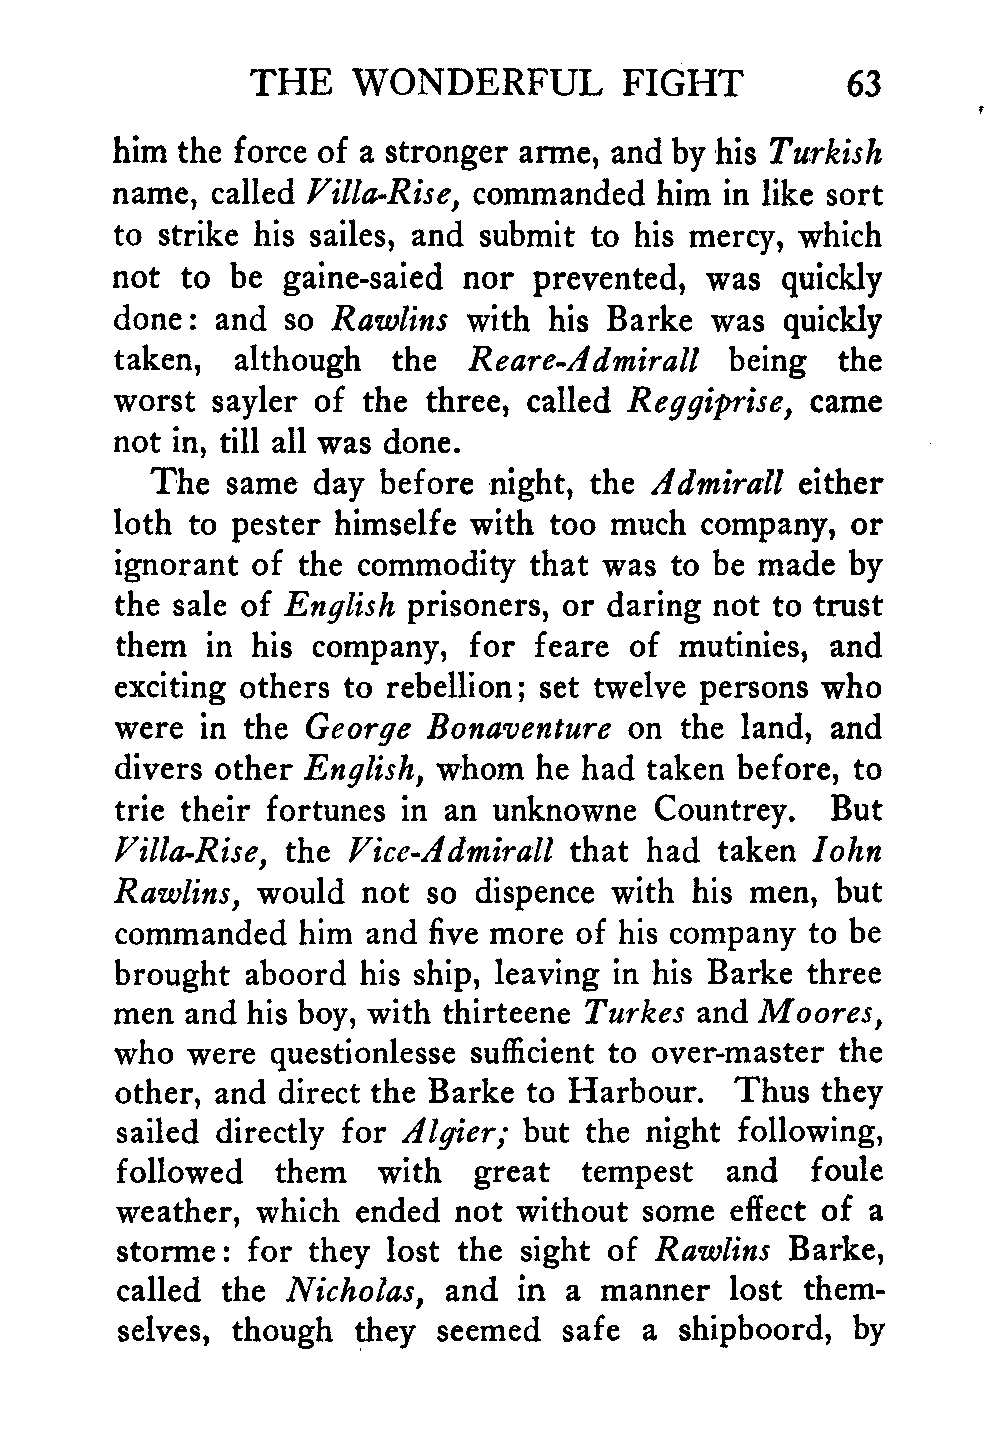 THE WONDERFUL FIGHT 63
him the force of a stronger arme, and by his Turkish
name, called Villa-Rise, commanded him in like sort
to strike his sailes, and submit to his mercy, which
not to be gaine-saied nor prevented, was quickly
done: and so Rawlins with his Barke was quickly
taken, although the Reare-Admirall being the
worst sayler of the three, called Reggiprise, came
not in, till all was done.
The same day before night, the Admirall either
loth to pester himselfe with too much company, or
ignorant of the commodity that was to be made by
the sale of English prisoners, or daring not to trust
them in his company, for feare of mutinies, and
exciting others to rebellion; set twelve persons who
were in the George Bonaventure on the land, and
divers other English, whom he had taken before, to
trie their fortunes in an unknowne Countrey. But
Villa-Rise, the Vice-Admirall that had taken Iohn
Rawlins, would not so dispence with his men, but
commanded him and five more of his company to be
brought aboord his ship, leaving in his Barke three
men and his boy, with thirteene Turkes and Moores,
who were questionlesse sufficient to over-master the
other, and direct the Barke to Harbour. Thus they
sailed directly for Algier; but the night following,
followed them with great tempest and foule
weather, which ended not without some effect of a
storme: for they lost the sight of Rawlins Barke,
called the Nicholas, and in a manner lost them-
selves, though they seemed safe a shipboord, by